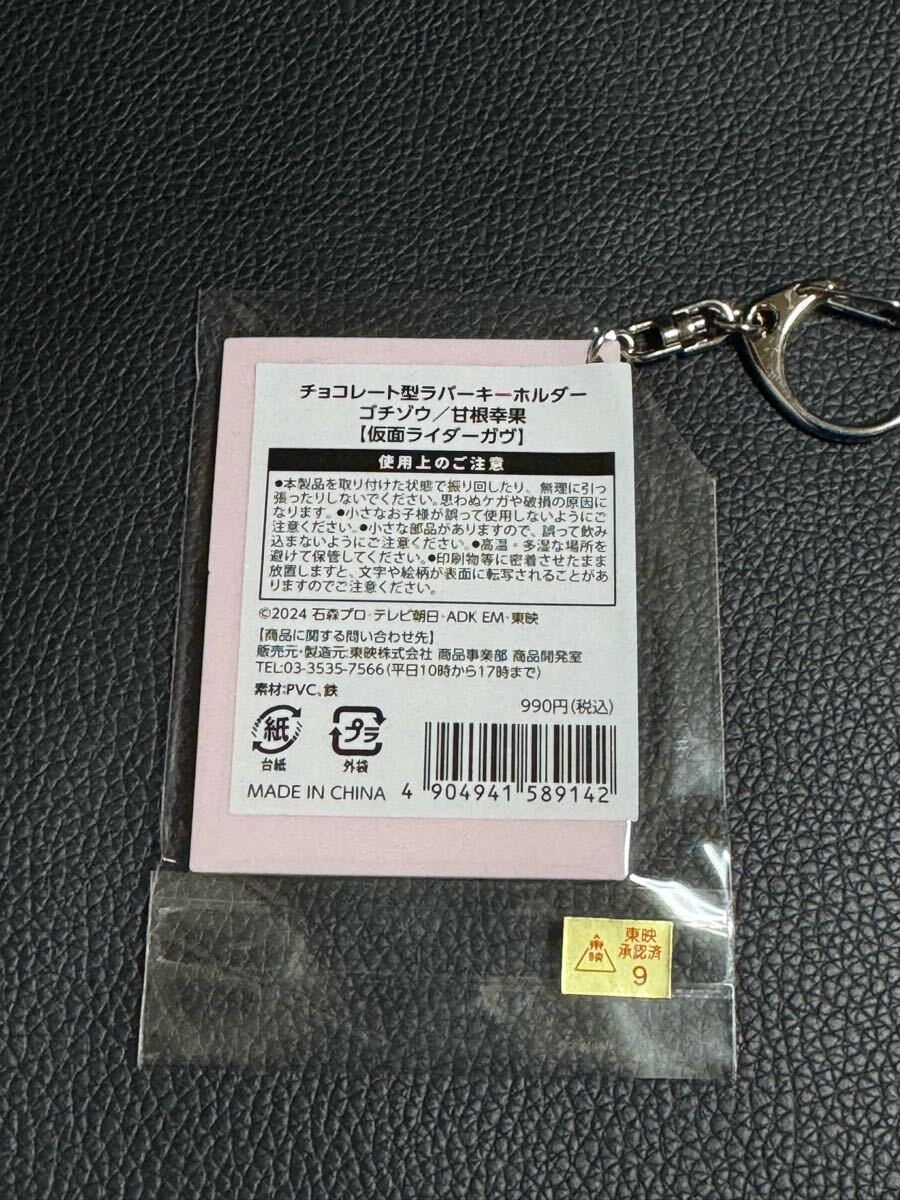 チョコレート型ラバーキーホルダー
ゴチゾウ／甘根幸果
【仮面ライダーガヴ】
使用上のご注意
●本製品を取り付けた状態で振り回したり、無理に引っ
張ったりしないでください。思わぬケガや破損の原因に
なります。●小さなお子様が誤って使用しないようにご
注意ください。●小さな部品がありますので、誤って飲み
込まないようにご注意ください。●高温・多湿な場所を
避けて保管してください。●印刷物等に密着させたまま
放置しますと、文字や絵柄が表面に転写されることがあ
りますのでご注意ください。
©2024 石森プロ・テレビ朝日・ADK EM・東映
【商品に関する問い合わせ先】
販売元・製造元:東映株式会社 商品事業部 商品開発室
TEL:03-3535-7566(平日10時から17時まで)
素材:PVC、鉄
990円(税込)
紙
台紙
プラ
外袋
MADE IN CHINA
4 904941 589142
東映
東映
承認済
9